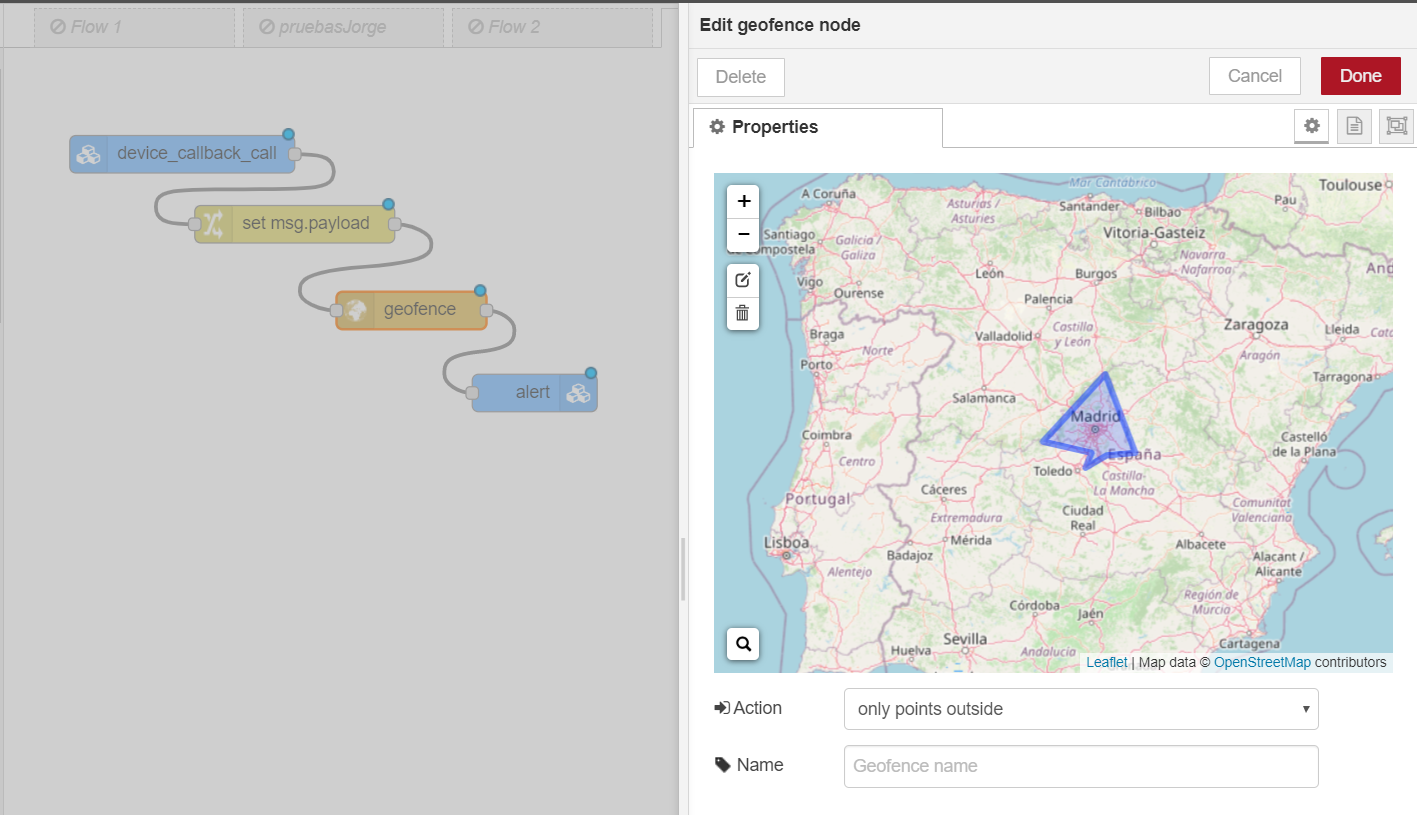 Flow 1
pruebasJorge
Flow 2
device_callback_call
set msg.payload
geofence
alert
Edit geofence node
Delete
Cancel
Done
Properties
+
−
A Coruña
Mar Cantábrico
Toulouse
Asturias /
Asturies
Santander
Bilbao
Pau
Santiago
de Compostela
Galicia /
Galiza
Vitoria-Gasteiz
León
Burgos
Navarra
- Nafarroa
And
Vigo
Ourense
Palencia
Braga
Norte
Valladolid
Castilla
y León
Zaragoza
Lleida
Cata
Aragón
Porto
Salamanca
Tarragona
Madrid
Coimbra
Centro
España
Castelló
de la Plana
Toledo
Castilla-
La Mancha
Portugal
Cáceres
Extremadura
Ciudad
Real
Comunitat
Valenciana
Lisboa
Mérida
Badajoz
Albacete
Alacant /
Alicante
Alentejo
Región de
Murcia
Córdoba
Jaén
Sevilla
Huelva
Andalucía
Cartagena
Leaflet | Map data © OpenStreetMap contributors
Action
only points outside
Name
Geofence name